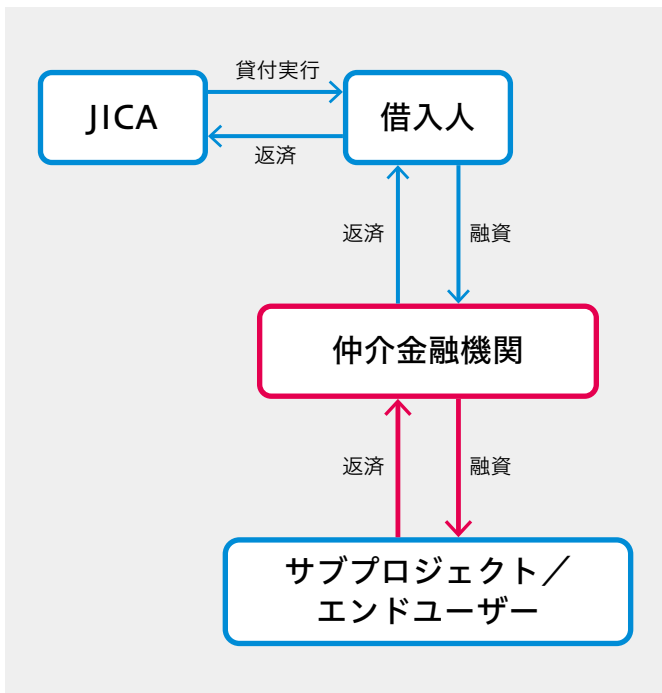 貸付実行
JICA
借入人
返済
返済
融資
仲介金融機関
返済
融資
サブプロジェクト／
エンドユーザー